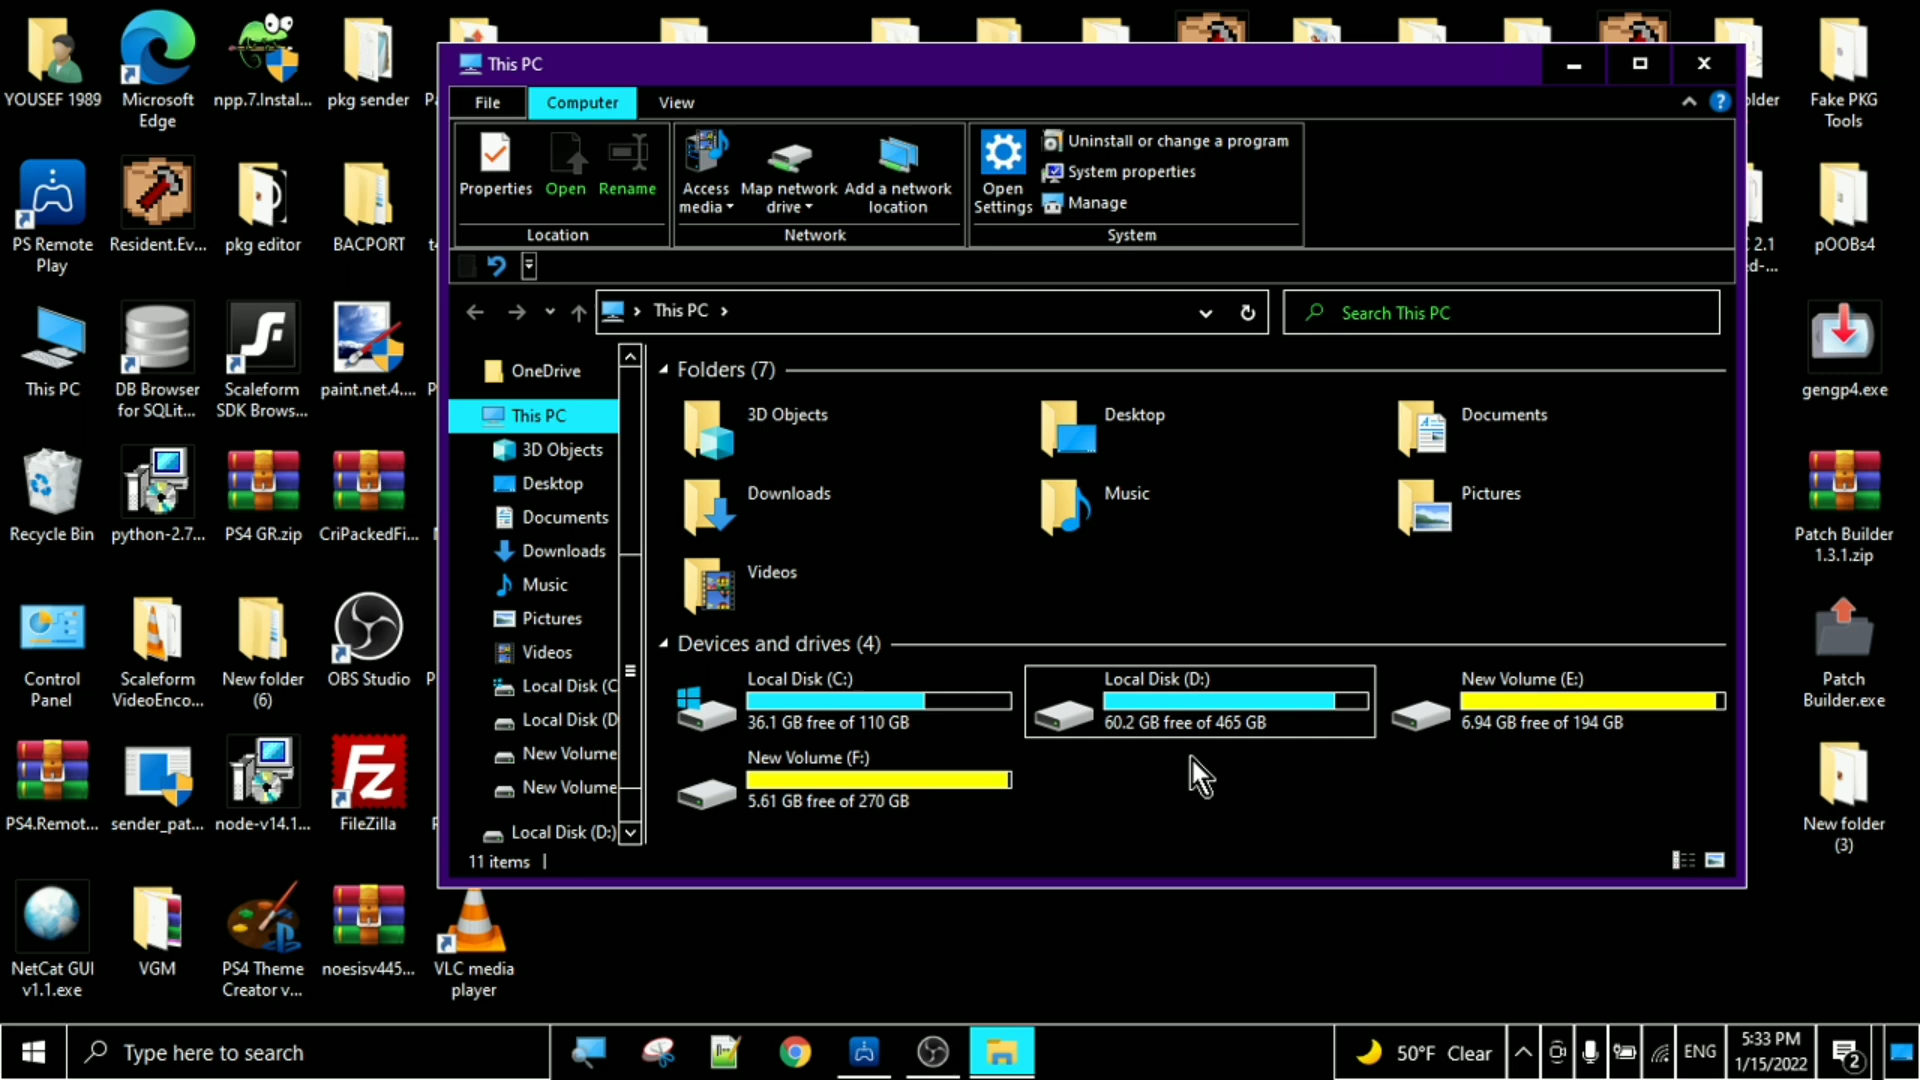 YOUSEF 1989
Microsoft
Edge
npp.7.Instal...
pkg sender
This PC
File
Computer
View
Properties
Open
Rename
Location
Access
media
Map network
drive
Add a network
location
Network
Open
Settings
Uninstall or change a program
System properties
Manage
System
This PC
Search This PC
OneDrive
This PC
3D Objects
Desktop
Documents
Downloads
Music
Pictures
Videos
Local Disk (C
Local Disk (D
New Volume
New Volume
Local Disk (D:)
Folders (7)
3D Objects
Desktop
Documents
Downloads
Music
Pictures
Videos
Devices and drives (4)
Local Disk (C:)
36.1 GB free of 110 GB
Local Disk (D:)
60.2 GB free of 465 GB
New Volume (E:)
6.94 GB free of 194 GB
New Volume (F:)
5.61 GB free of 270 GB
11 items
PS Remote
Play
Resident.Ev...
pkg editor
BACPORT
This PC
DB Browser
for SQLit...
Scaleform
SDK Brows...
paint.net.4....
Recycle Bin
python-2.7...
PS4 GR.zip
CriPackedFi...
Control
Panel
Scaleform
VideoEnco...
New folder
(6)
OBS Studio
PS4.Remot...
sender_pat...
node-v14.1...
FileZilla
NetCat GUI
v1.1.exe
VGM
PS4 Theme
Creator v...
noesisv445...
VLC media
player
Fake PKG
Tools
pOOBs4
2.1
gengp4.exe
Patch Builder
1.3.1.zip
Patch
Builder.exe
New folder
(3)
Type here to search
50°F Clear
ENG
5:33 PM
1/15/2022
2